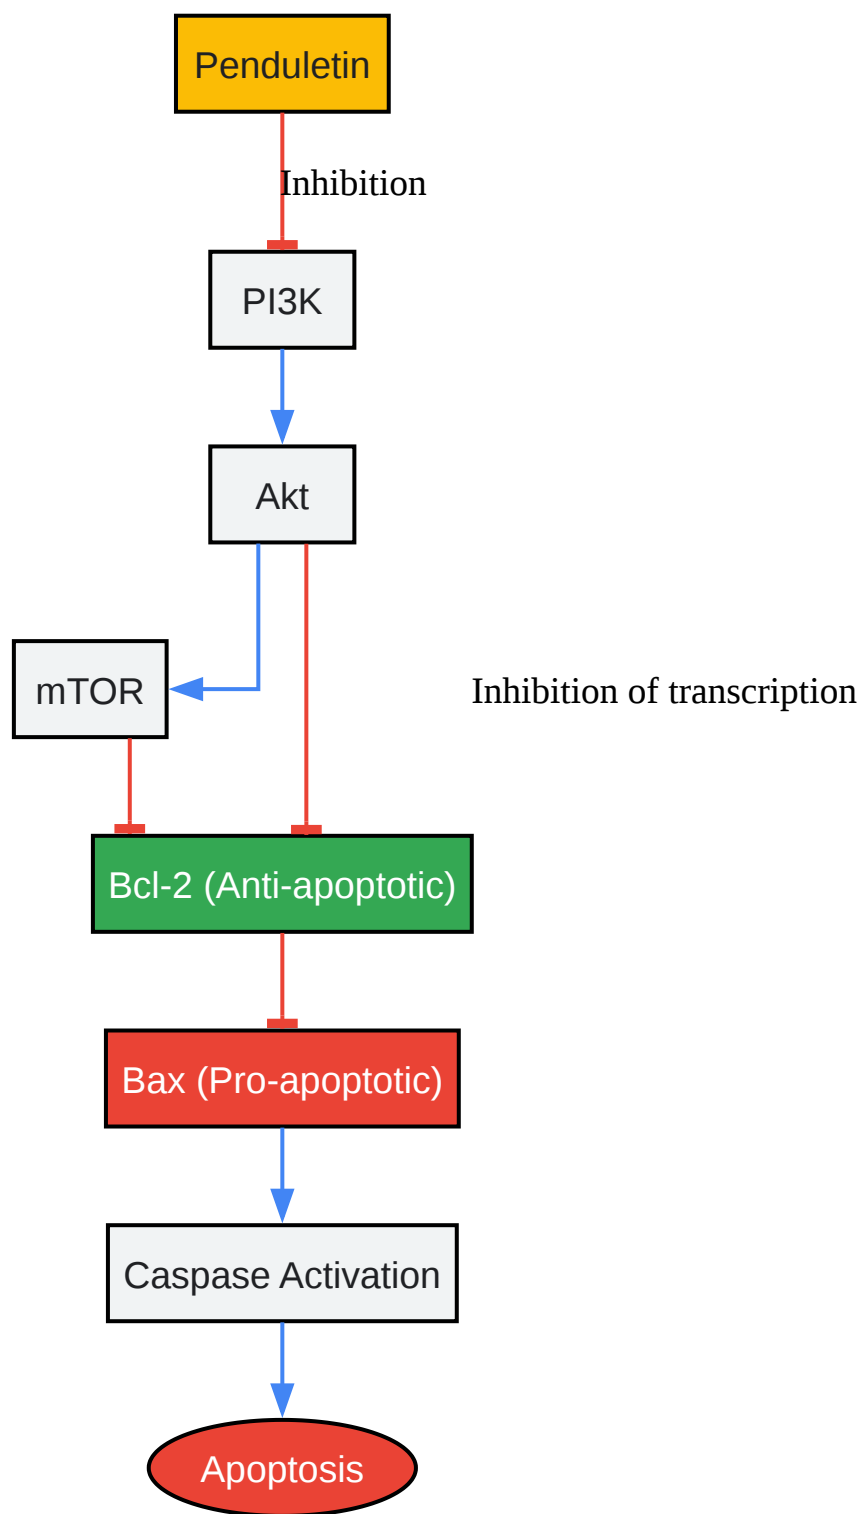 Penduletin
Inhibition
PI3K
Akt
mTOR
Inhibition of transcription
Bcl-2 (Anti-apoptotic)
Bax (Pro-apoptotic)
Caspase Activation
Apoptosis